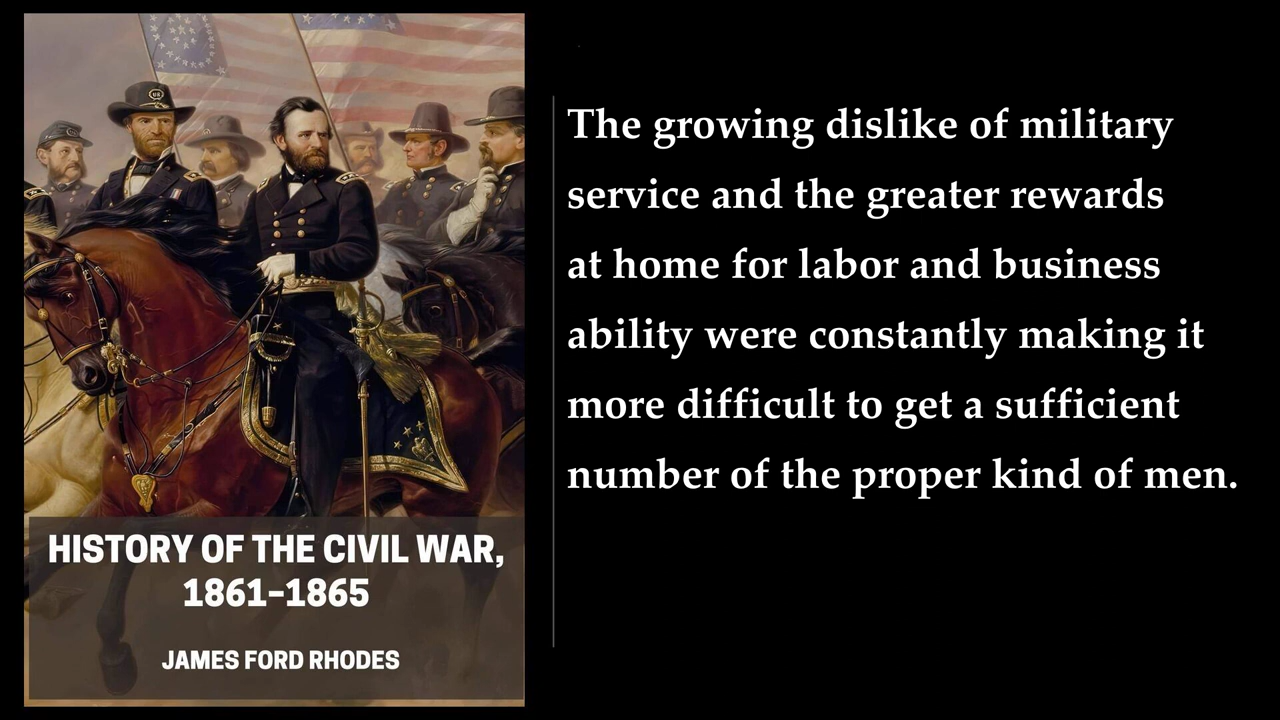 HISTORY OF THE CIVIL WAR,
1861–1865
JAMES FORD RHODES
The growing dislike of military
service and the greater rewards
at home for labor and business
ability were constantly making it
more difficult to get a sufficient
number of the proper kind of men.